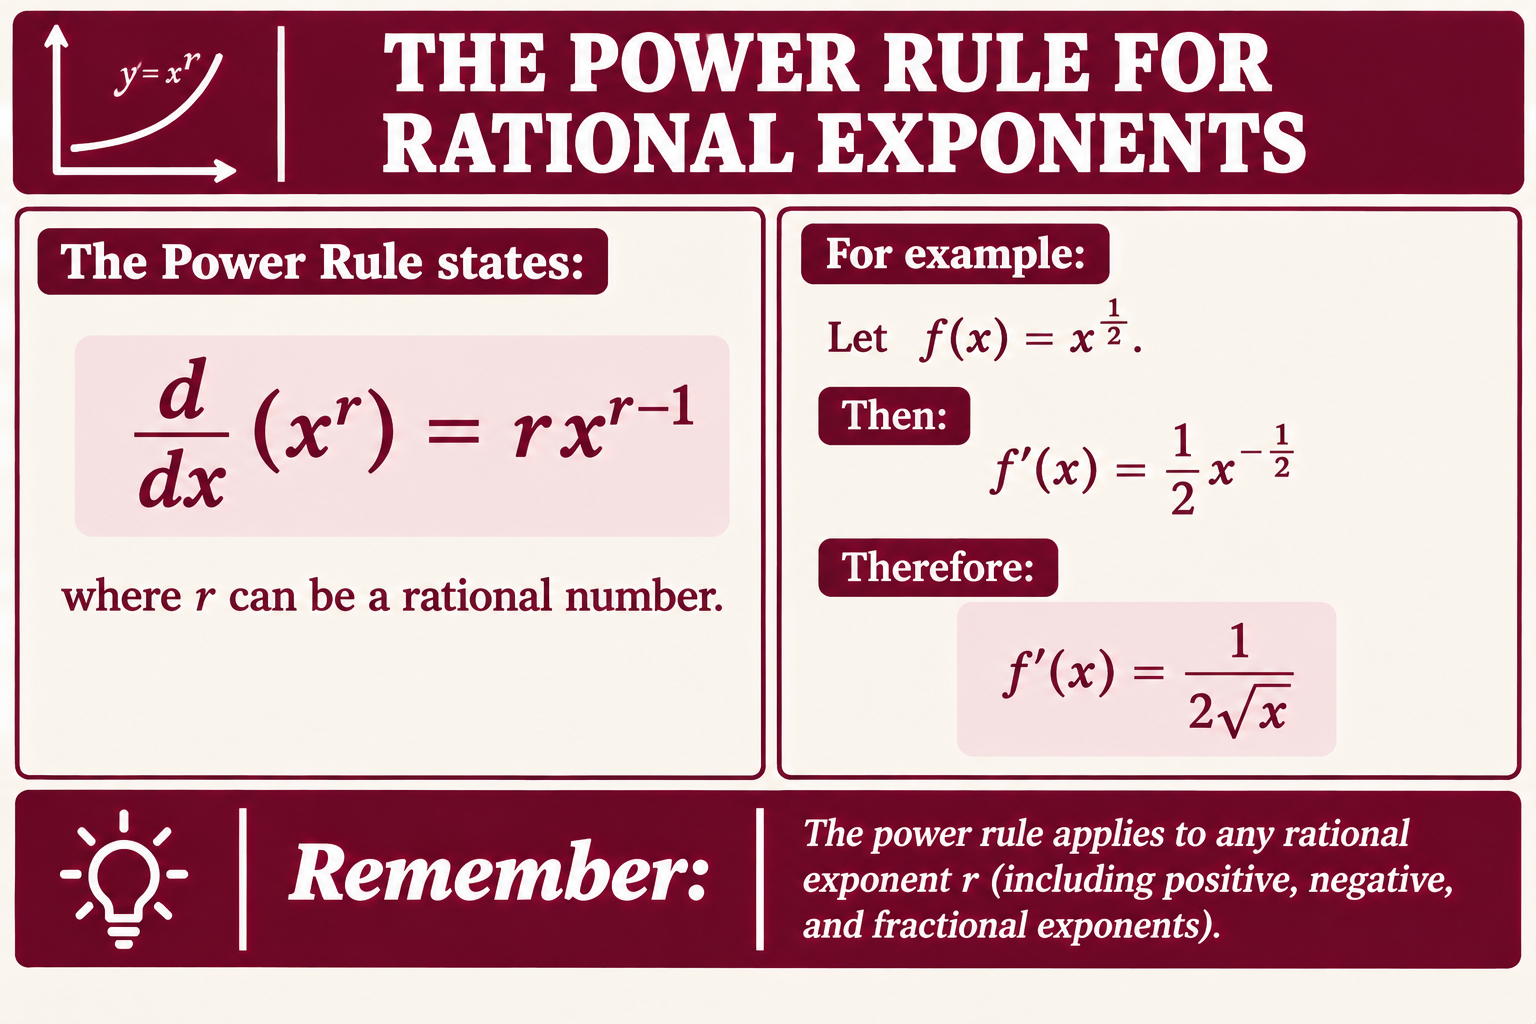 y = x^r
THE POWER RULE FOR
RATIONAL EXPONENTS
The Power Rule states:
d/dx (x^r) = r x^{r−1}
where r can be a rational number.
For example:
Let f(x) = x^{1/2}.
Then:
f′(x) = 1/2 x^{−1/2}
Therefore:
f′(x) = 1/(2√x)
Remember:
The power rule applies to any rational
exponent r (including positive, negative,
and fractional exponents).